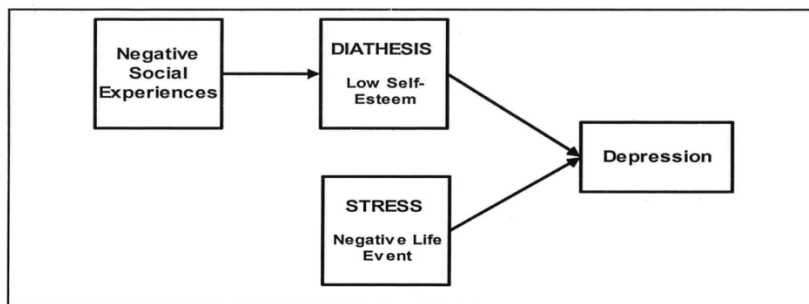 Negative
Social
Experiences
DIATHESIS
Low Self-
Esteem
STRESS
Negative Life
Event
Depression